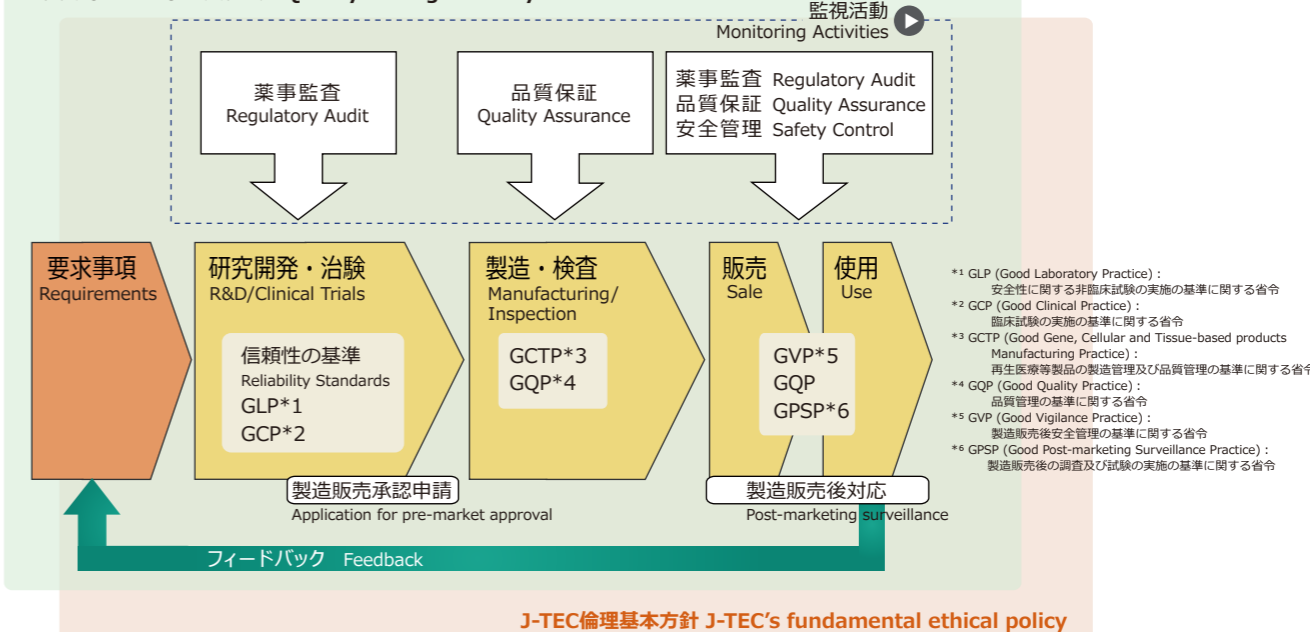 監視活動
Monitoring Activities
薬事監査
Regulatory Audit
品質保証
Quality Assurance
薬事監査 Regulatory Audit
品質保証 Quality Assurance
安全管理 Safety Control
要求事項
Requirements
研究開発・治験
R&D/Clinical Trials
信頼性の基準
Reliability Standards
GLP*1
GCP*2
製造・検査
Manufacturing/
Inspection
GCTP*3
GQP*4
販売
Sale
使用
Use
GVP*5
GQP
GPSP*6
製造販売承認申請
Application for pre-market approval
製造販売後対応
Post-marketing surveillance
フィードバック Feedback
*1 GLP (Good Laboratory Practice) :
安全性に関する非臨床試験の実施の基準に関する省令
*2 GCP (Good Clinical Practice) :
臨床試験の実施の基準に関する省令
*3 GCTP (Good Gene, Cellular and Tissue-based products
Manufacturing Practice) :
再生医療等製品の製造管理及び品質管理の基準に関する省令
*4 GQP (Good Quality Practice) :
品質管理の基準に関する省令
*5 GVP (Good Vigilance Practice) :
製造販売後安全管理の基準に関する省令
*6 GPSP (Good Post-marketing Surveillance Practice) :
製造販売後の調査及び試験の実施の基準に関する省令
J-TEC倫理基本方針 J-TEC's fundamental ethical policy